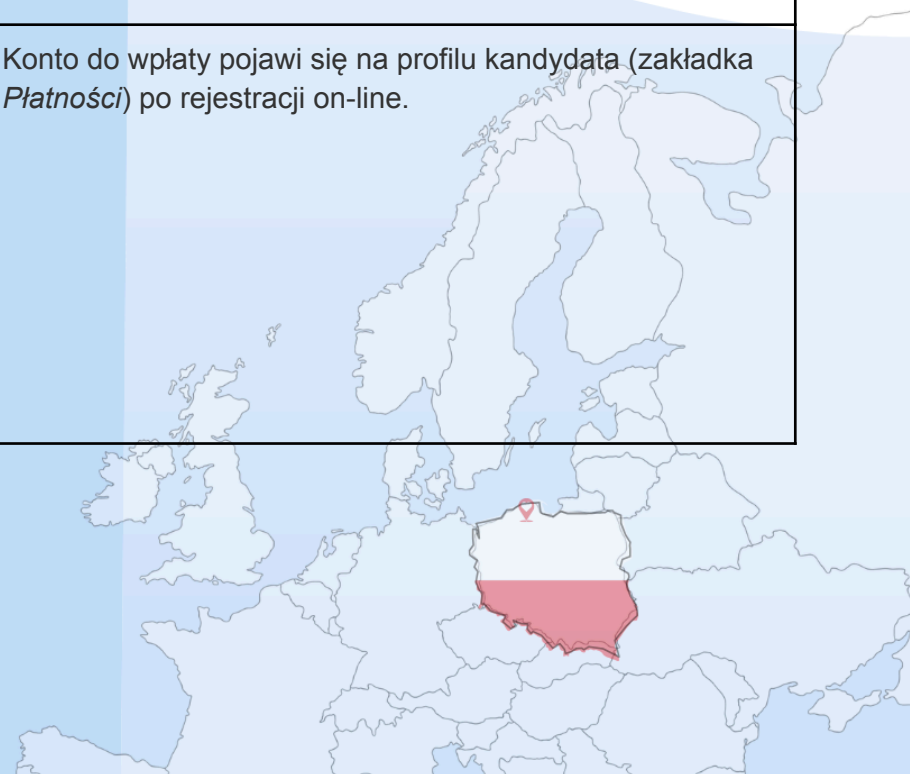 Konto do wpłaty pojawi się na profilu kandydata (zakładka
Płatności) po rejestracji on-line.